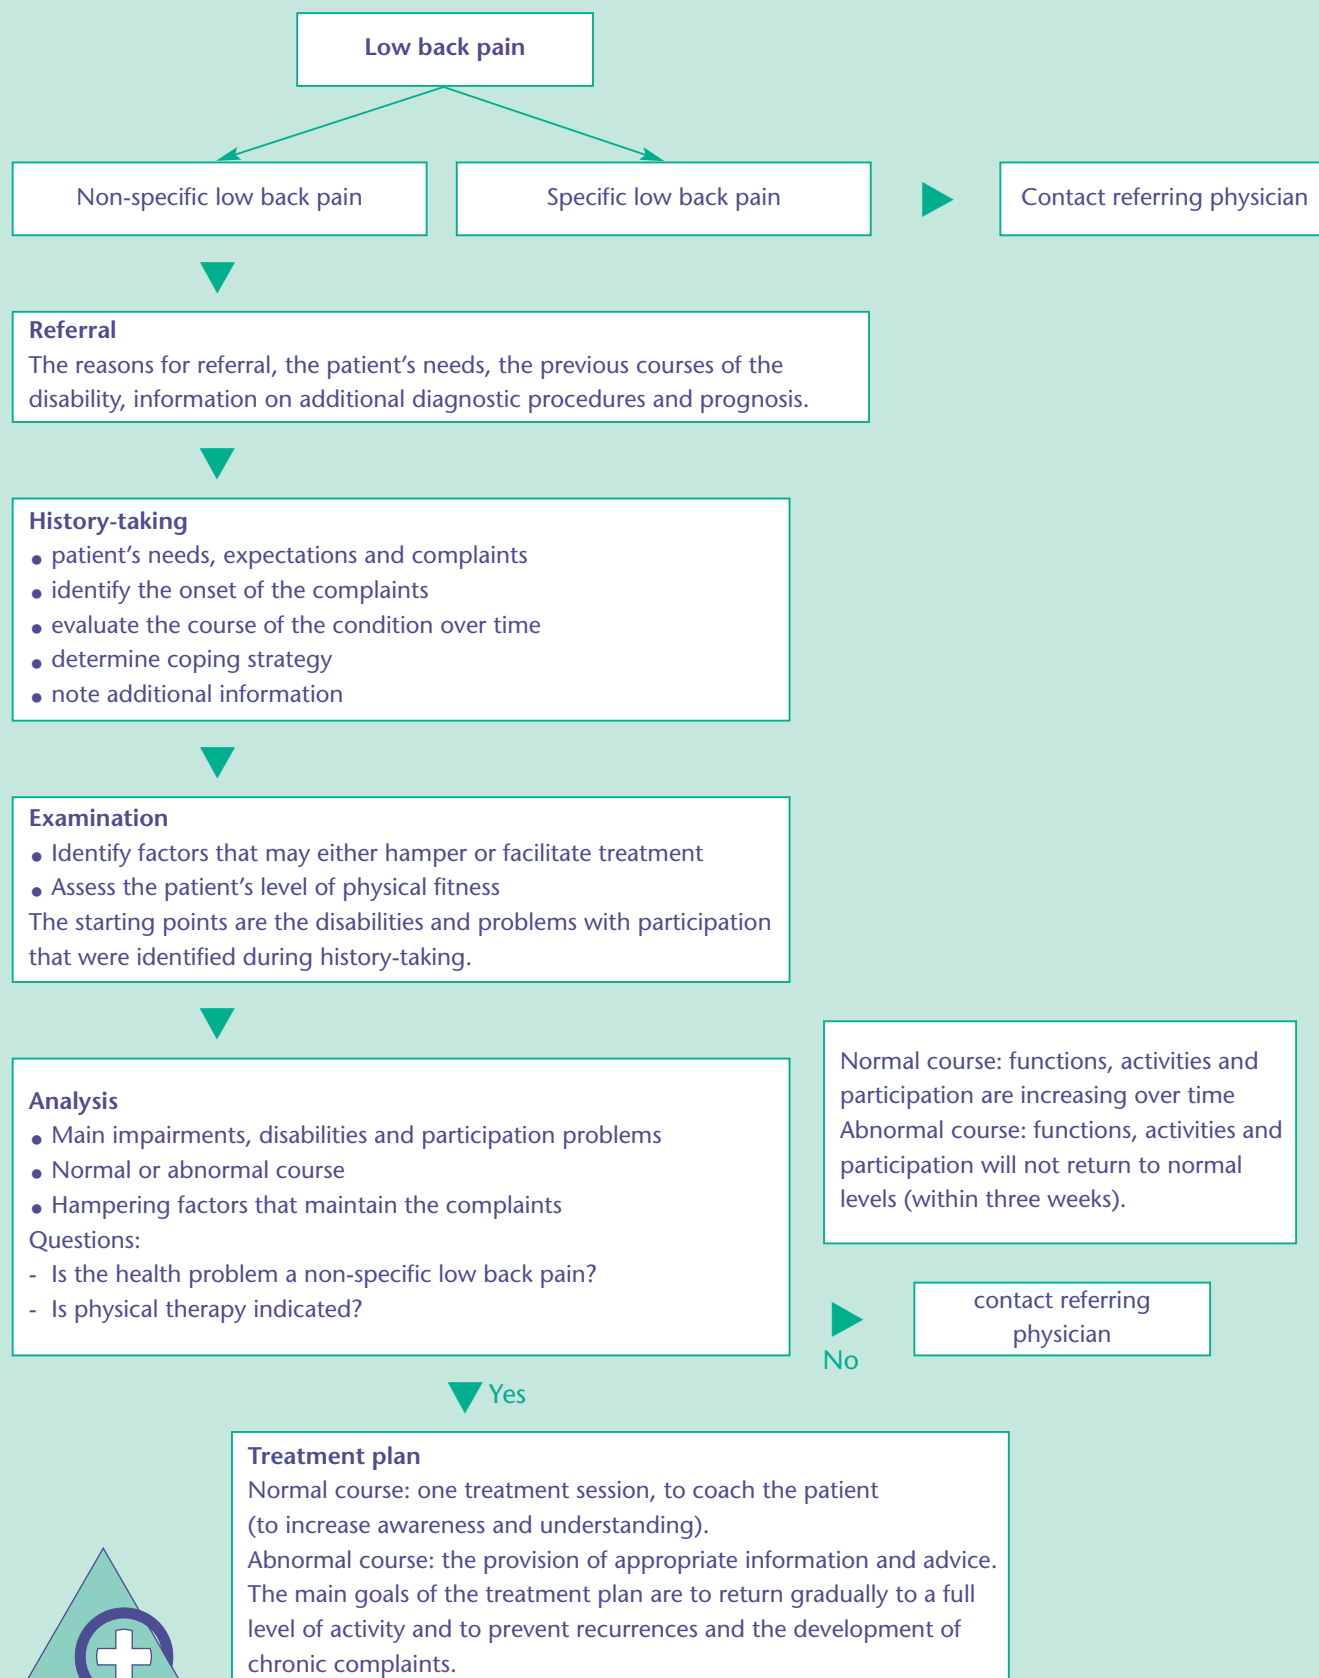 Low back pain
Non-specific low back pain
Specific low back pain
Contact referring physician
Referral
The reasons for referral, the patient’s needs, the previous courses of the
disability, information on additional diagnostic procedures and prognosis.
History-taking
• patient’s needs, expectations and complaints
• identify the onset of the complaints
• evaluate the course of the condition over time
• determine coping strategy
• note additional information
Examination
• Identify factors that may either hamper or facilitate treatment
• Assess the patient’s level of physical fitness
The starting points are the disabilities and problems with participation
that were identified during history-taking.
Analysis
• Main impairments, disabilities and participation problems
• Normal or abnormal course
• Hampering factors that maintain the complaints
Questions:
- Is the health problem a non-specific low back pain?
- Is physical therapy indicated?
Normal course: functions, activities and
participation are increasing over time
Abnormal course: functions, activities and
participation will not return to normal
levels (within three weeks).
No
contact referring
physician
Yes
Treatment plan
Normal course: one treatment session, to coach the patient
(to increase awareness and understanding).
Abnormal course: the provision of appropriate information and advice.
The main goals of the treatment plan are to return gradually to a full
level of activity and to prevent recurrences and the development of
chronic complaints.